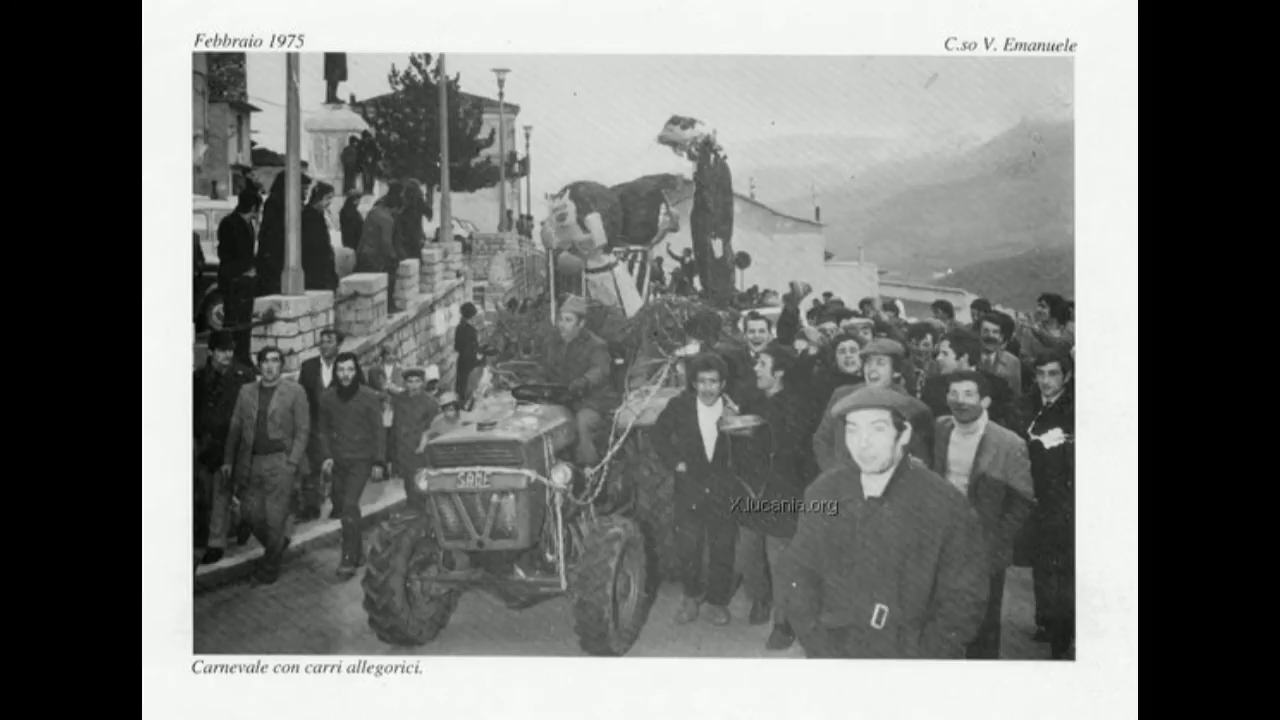 Febbraio 1975
C.so V. Emanuele
SAME
X.lucania.org
Carnevale con carri allegorici.